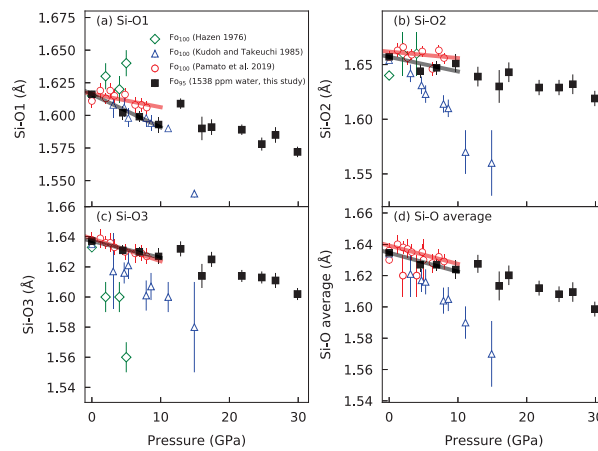 (a) Si-O1
Fo100 (Hazen 1976)
Fo100 (Kudoh and Takeuchi 1985)
Fo100 (Pamato et al. 2019)
Fo95 (1538 ppm water, this study)
Si-O1 (Å)
1.675
1.650
1.625
1.600
1.575
1.550
(b) Si-O2
Si-O2 (Å)
1.65
1.60
1.55
(c) Si-O3
Si-O3 (Å)
1.66
1.64
1.62
1.60
1.58
1.56
1.54
0 10 20 30
Pressure (GPa)
(d) Si-O average
Si-O average (Å)
1.66
1.64
1.62
1.60
1.58
1.56
1.54
0 10 20 30
Pressure (GPa)